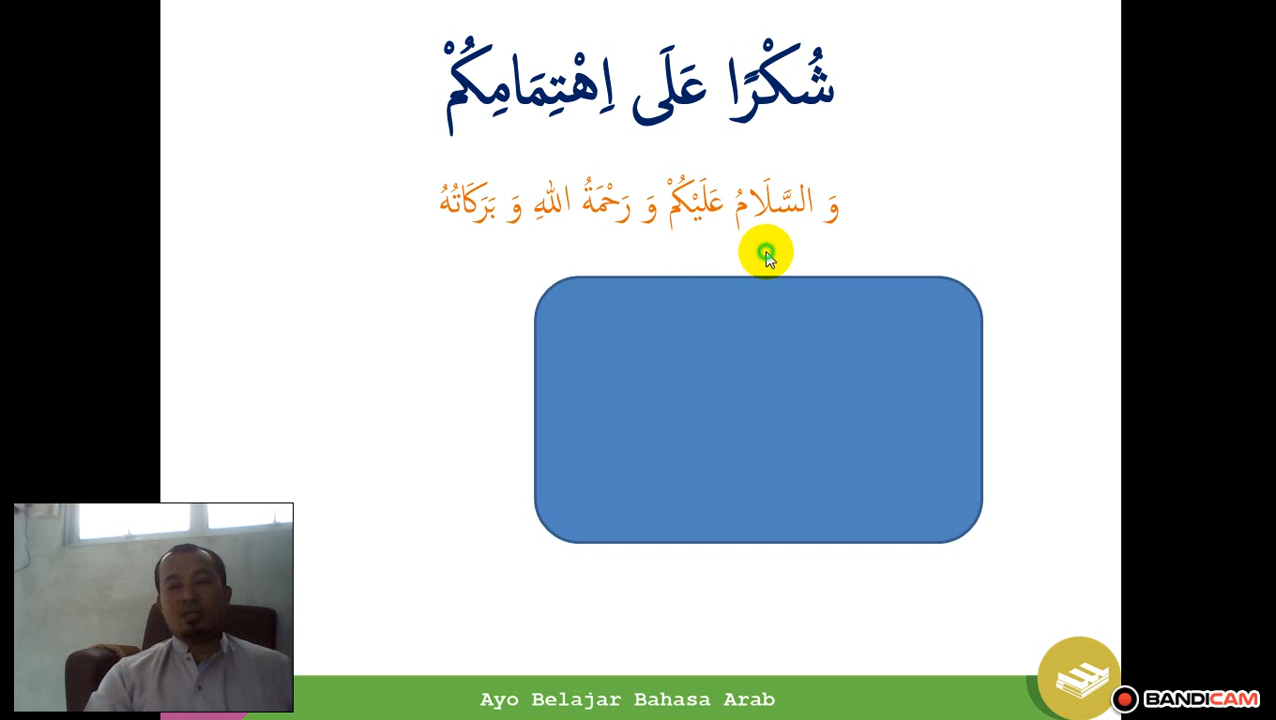 شُكْرًا عَلَى اِهْتِمَامِكُمْ
وَ السَّلَامُ عَلَيْكُمْ وَ رَحْمَةُ اللهِ وَ بَرَكَاتُهُ
Ayo Belajar Bahasa Arab
BANDICAM